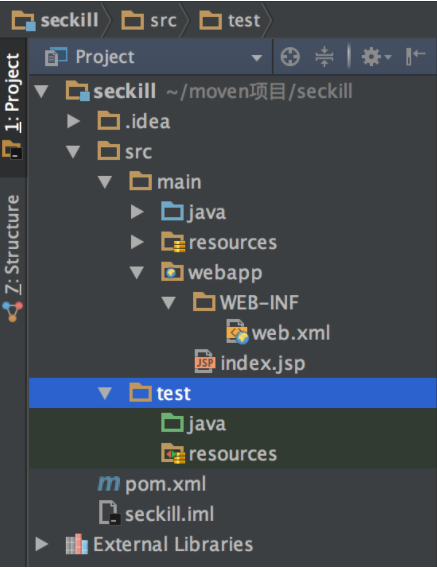 seckill src test
1: Project
Project
seckill ~/moven项目/seckill
.idea
src
main
java
resources
webapp
WEB-INF
web.xml
JSP index.jsp
test
java
resources
m pom.xml
seckill.iml
External Libraries
Z: Structure